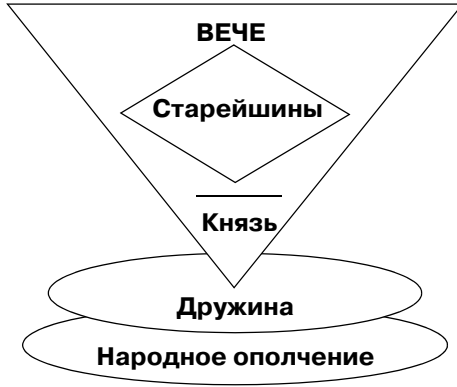 ВЕЧЕ
Старейшины
Князь
Дружина
Народное ополчение